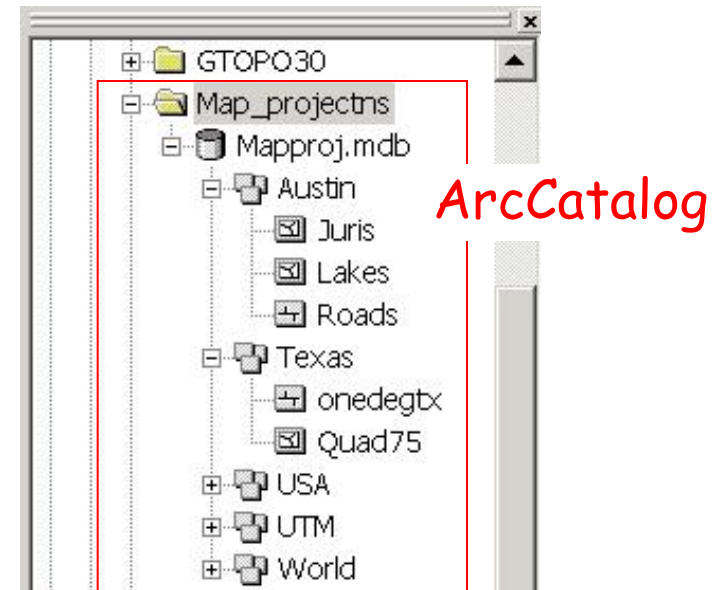 GTOPO30
Map_projectns
Mapproj.mdb
Austin
ArcCatalog
Juris
Lakes
Roads
Texas
onedegtx
Quad75
USA
UTM
World